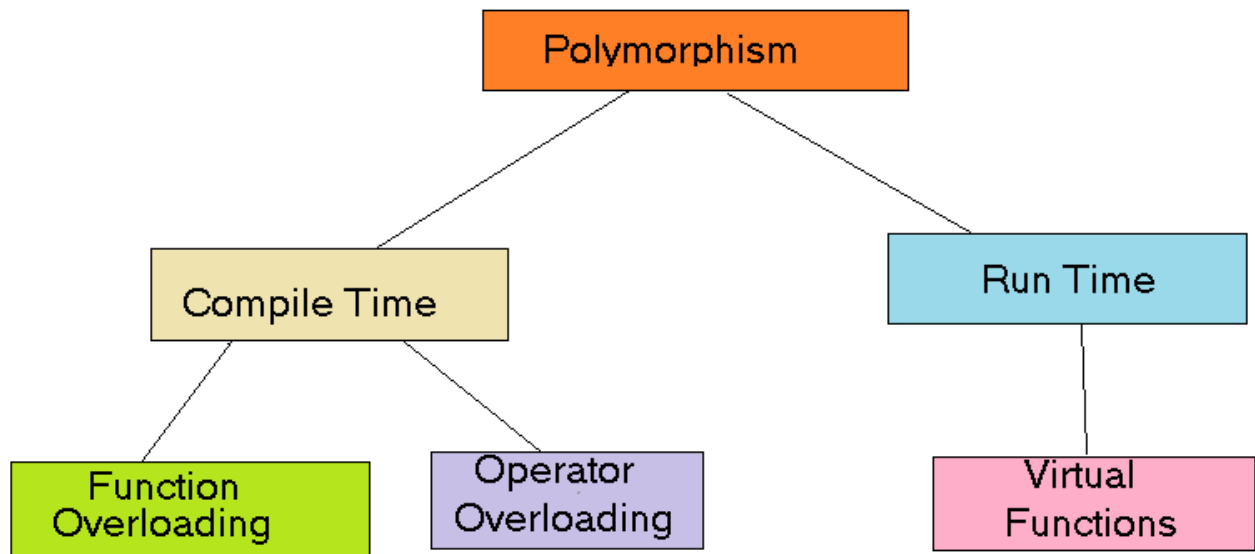 Polymorphism
Compile Time
Run Time
Function
Overloading
Operator
Overloading
Virtual
Functions